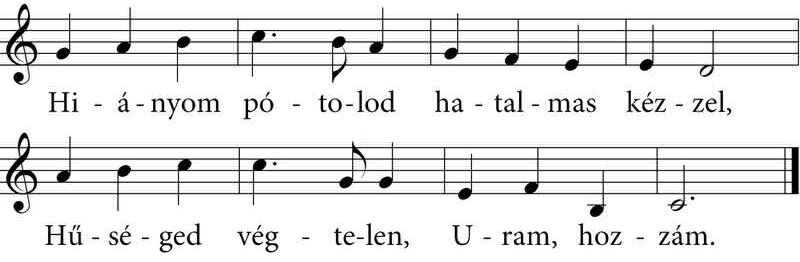 Hi - á - nyom pó - to - lod ha - tal - mas kéz - zel,
Hű - sé - ged vég - te - len, U - ram, hoz - zám.